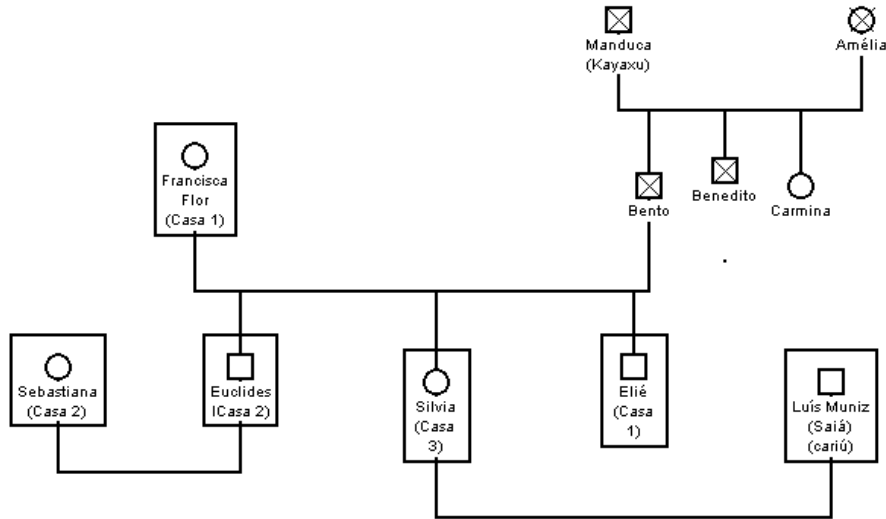 Manduca
(Kayaxu)
Amélia
Francisca
Flor
(Casa 1)
Bento
Benedito
Carmina
Sebastiana
(Casa 2)
Euclides
ICasa 2)
Silvia
(Casa
3)
Elié
(Casa
1)
Luís Muniz
(Saiá)
(cariú)